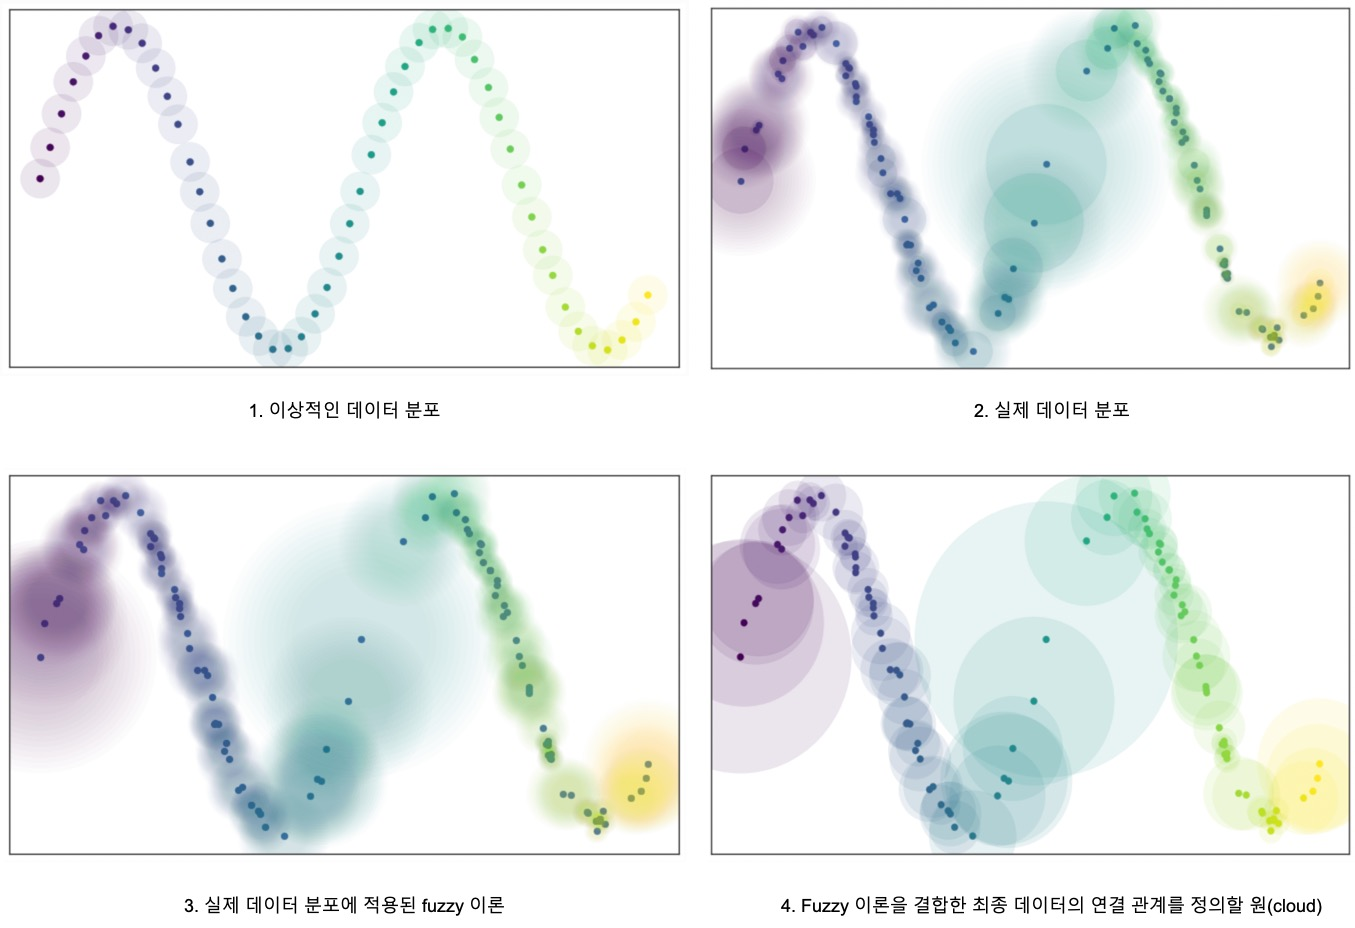 1. 이상적인 데이터 분포
2. 실제 데이터 분포
3. 실제 데이터 분포에 적용된 fuzzy 이론
4. Fuzzy 이론을 결합한 최종 데이터의 연결 관계를 정의할 원(cloud)